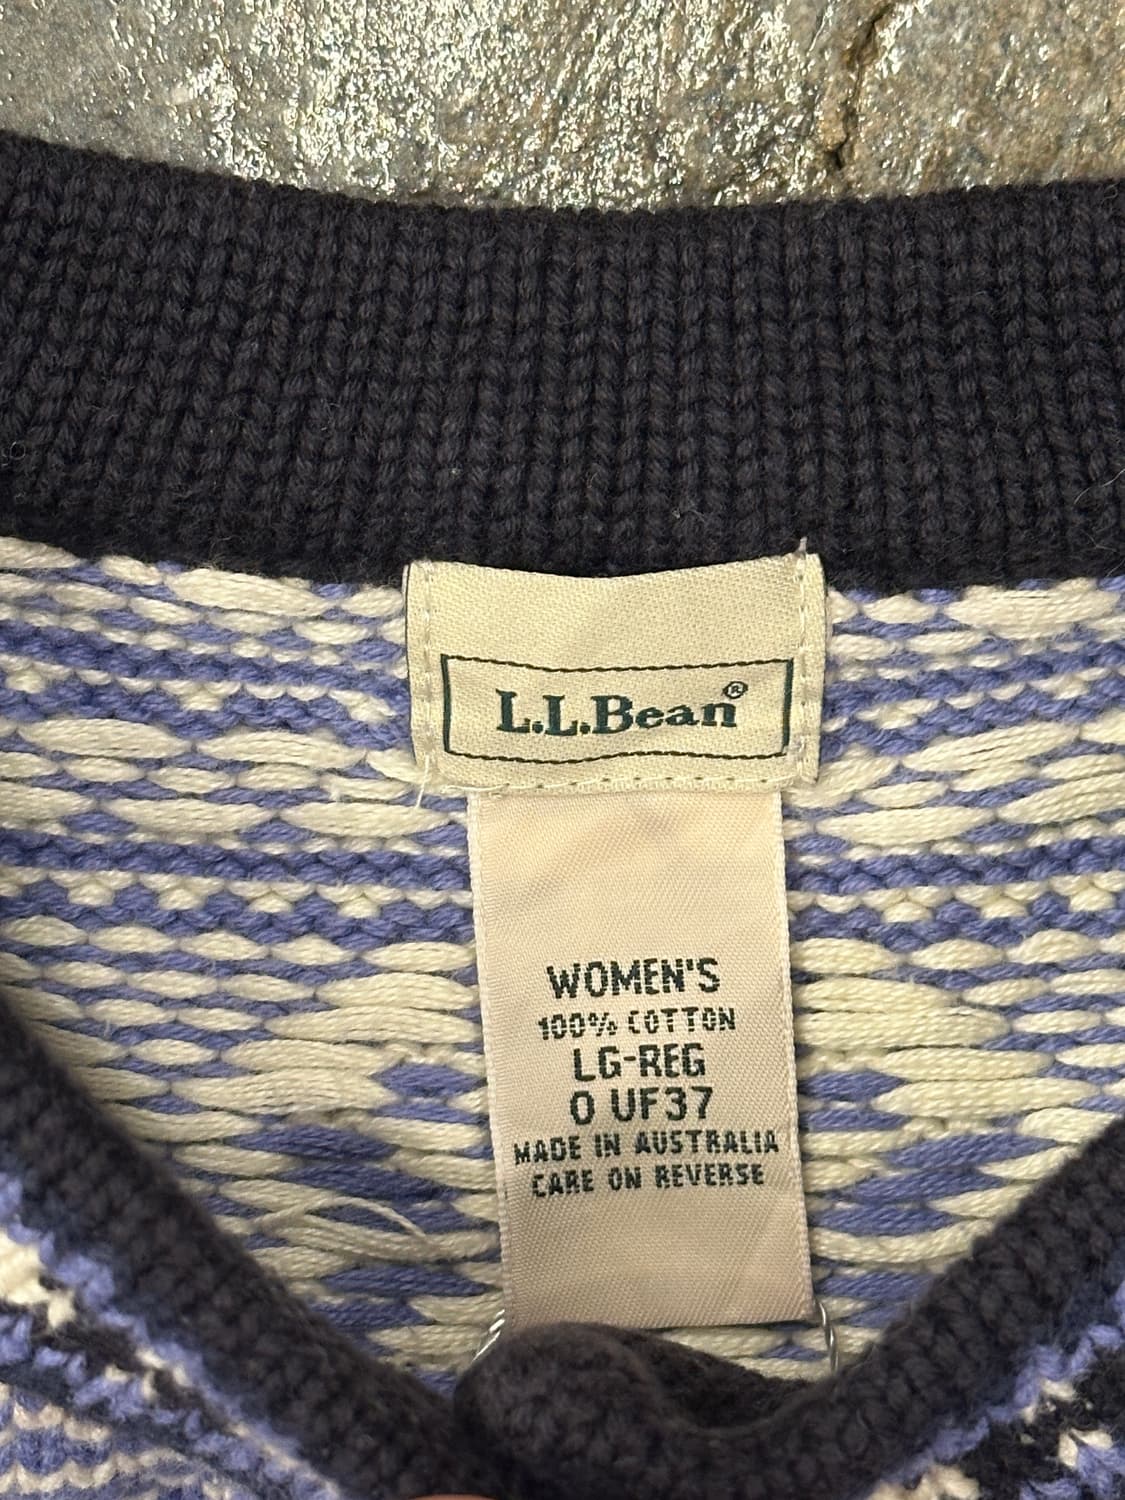 L.L.Bean®
WOMEN'S
100% COTTON
LG-REG
0 UF37
MADE IN AUSTRALIA
CARE ON REVERSE